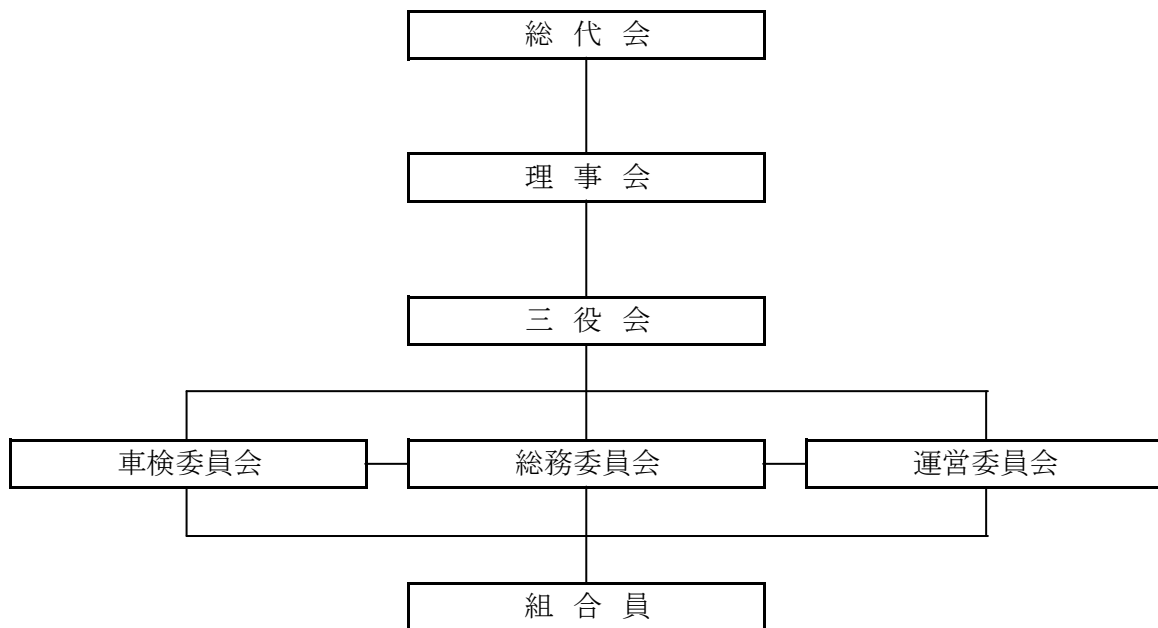 総 代 会
理 事 会
三 役 会
車検委員会
総務委員会
運営委員会
組 合 員